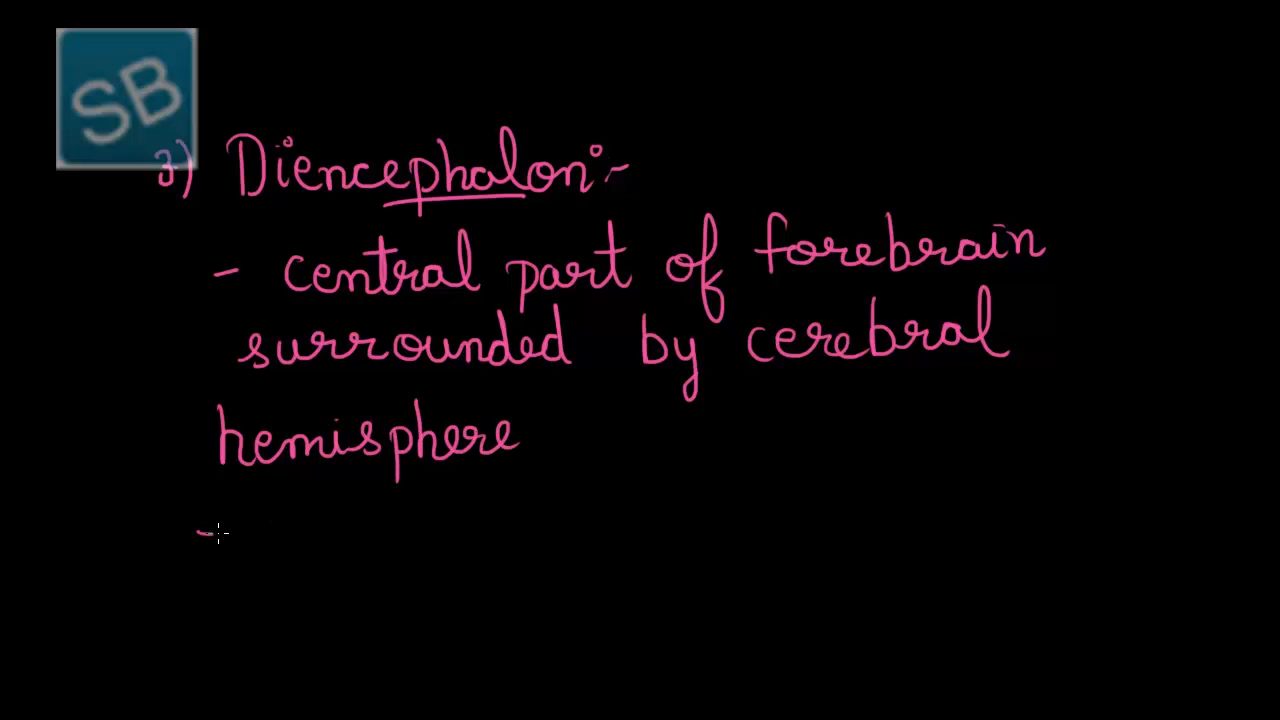 SB
3) Diencephalon:-
- central part of forebrain
surrounded by cerebral
hemisphere
-